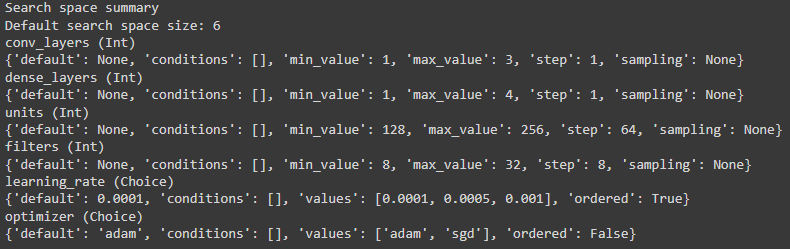 Search space summary
Default search space size: 6
conv_layers (Int)
{'default': None, 'conditions': [], 'min_value': 1, 'max_value': 3, 'step': 1, 'sampling': None}
dense_layers (Int)
{'default': None, 'conditions': [], 'min_value': 1, 'max_value': 4, 'step': 1, 'sampling': None}
units (Int)
{'default': None, 'conditions': [], 'min_value': 128, 'max_value': 256, 'step': 64, 'sampling': None}
filters (Int)
{'default': None, 'conditions': [], 'min_value': 8, 'max_value': 32, 'step': 8, 'sampling': None}
learning_rate (Choice)
{'default': 0.0001, 'conditions': [], 'values': [0.0001, 0.0005, 0.001], 'ordered': True}
optimizer (Choice)
{'default': 'adam', 'conditions': [], 'values': ['adam', 'sgd'], 'ordered': False}